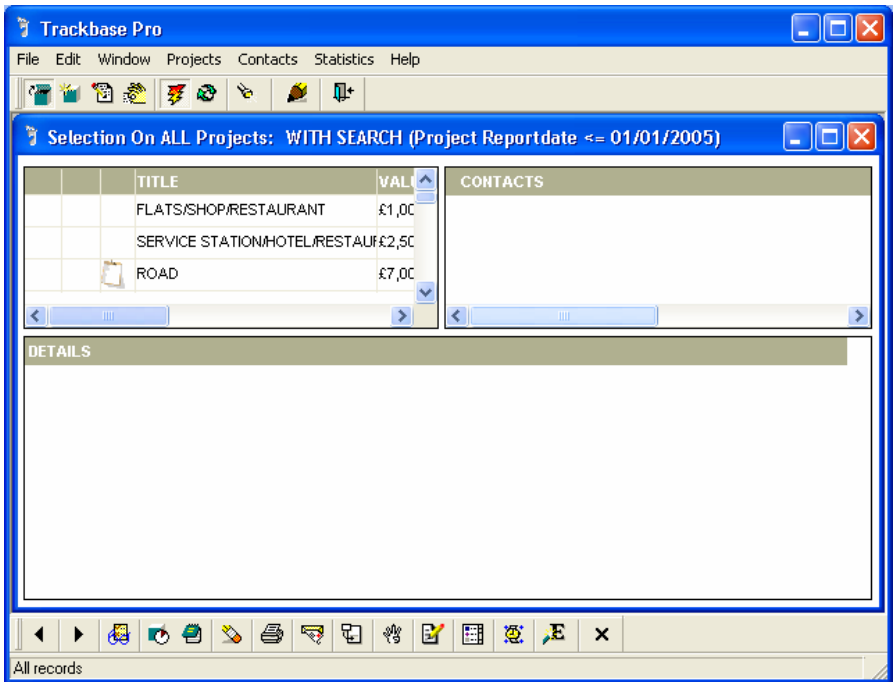 Trackbase Pro
File Edit Window Projects Contacts Statistics Help
Selection On ALL Projects: WITH SEARCH (Project Reportdate <= 01/01/2005)
TITLE VALU CONTACTS
FLATS/SHOP/RESTAURANT £1,00
SERVICE STATION/HOTEL/RESTAUR £2,50
ROAD £7,00
DETAILS
All records